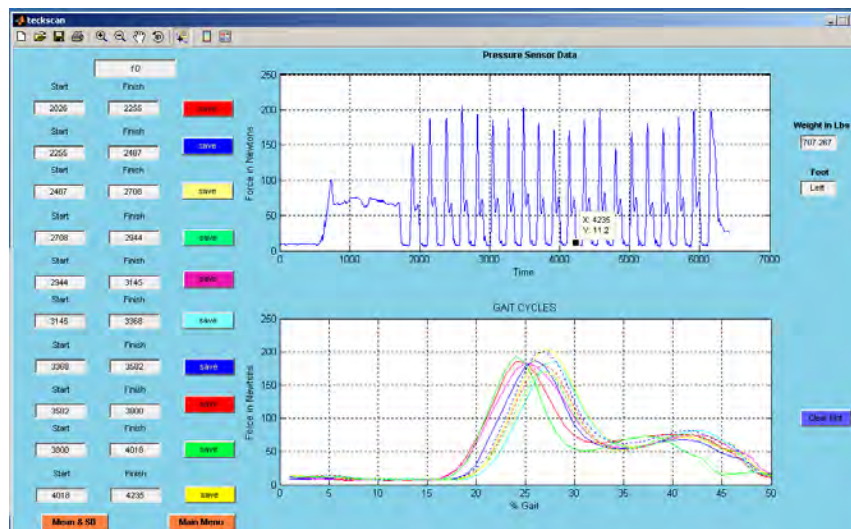 teckscan
10
Start Finish
2026 2255 save
Start Finish
2255 2487 save
Start Finish
2487 2708 save
Start Finish
2708 2944 save
Start Finish
2944 3145 save
Start Finish
3145 3368 save
Start Finish
3368 3582 save
Start Finish
3582 3800 save
Start Finish
3800 4018 save
Start Finish
4018 4235 save
Mean & SD Main Menu
Pressure Sensor Data
Force in Newtons
250
200
150
100
50
0
0 1000 2000 3000 4000 5000 6000 7000
X: 4235
Y: 11.2
Time
GAIT CYCLES
Force in Newtons
250
200
150
100
50
0
0 5 10 15 20 25 30 35 40 45 50
% Gait
Weight in Lbs
707.267
Foot
Left